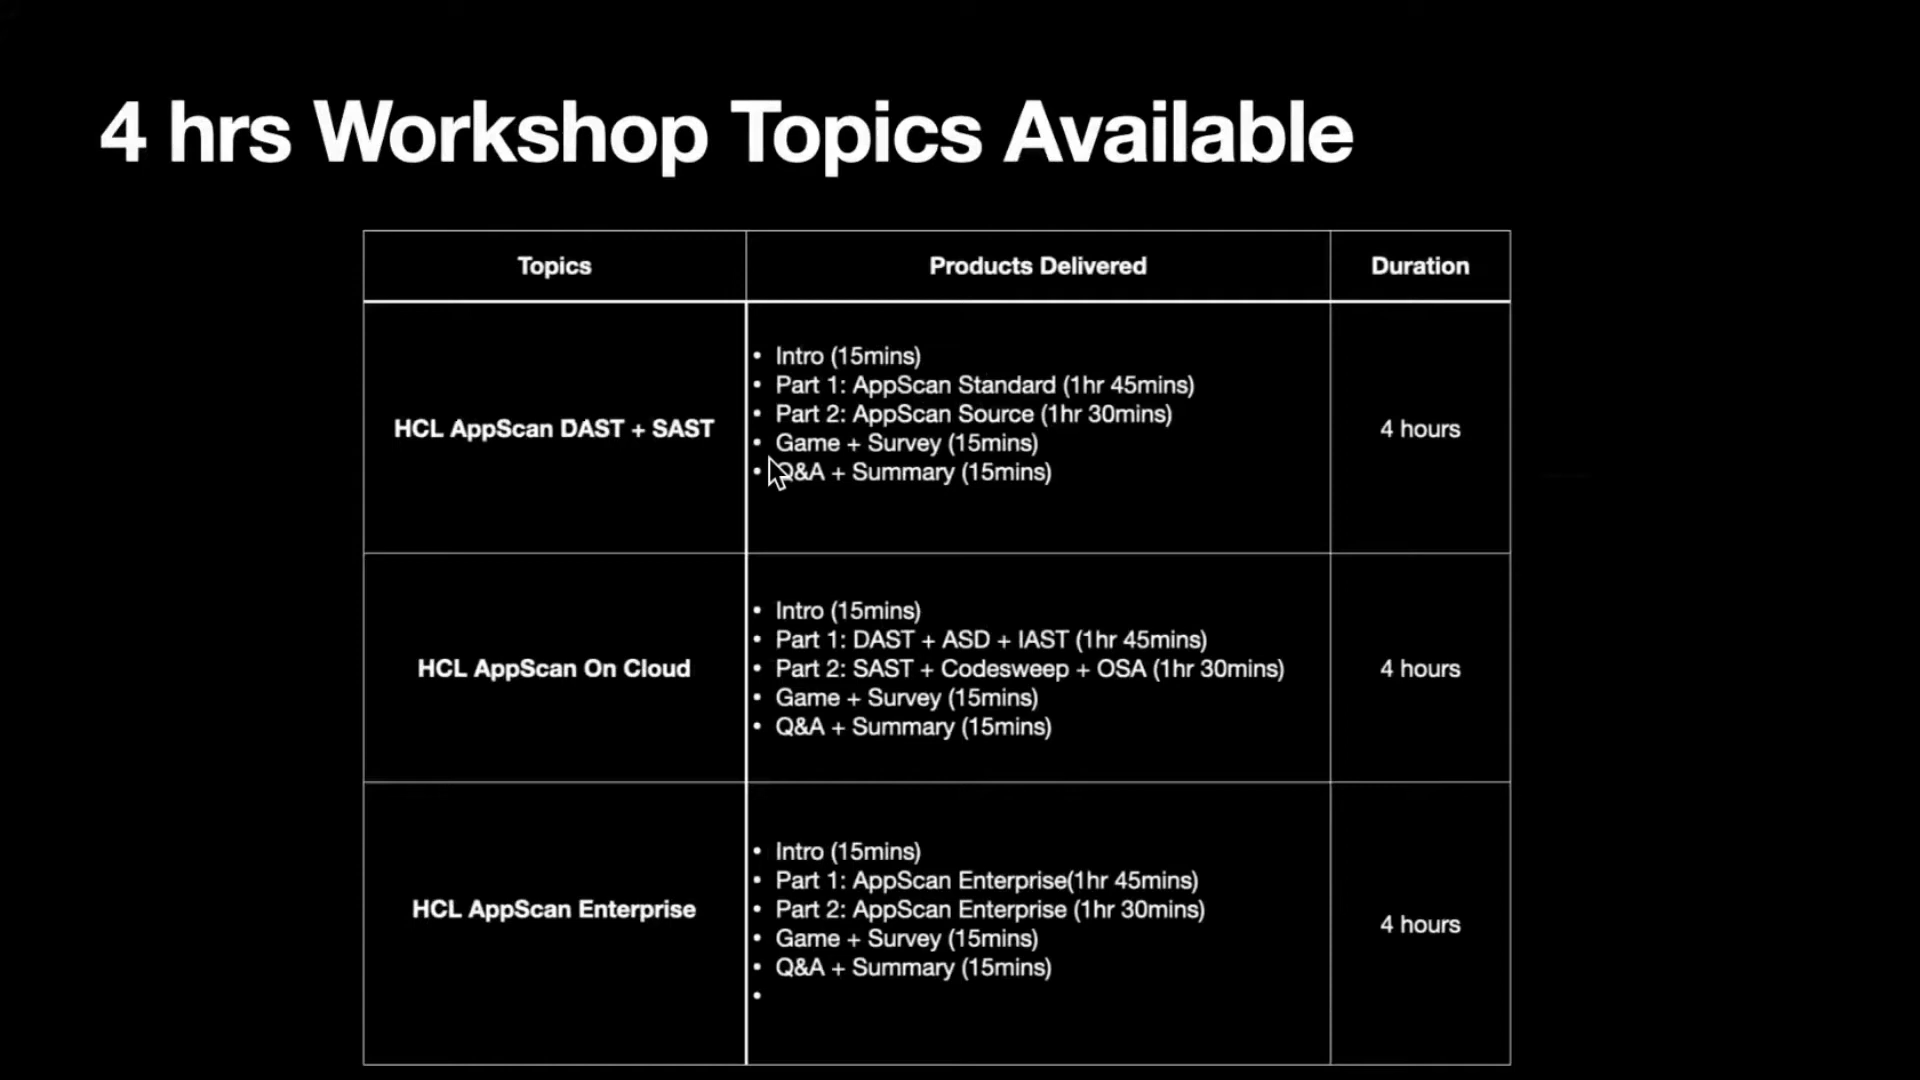 4 hrs Workshop Topics Available
Topics
Products Delivered
Duration
HCL AppScan DAST + SAST
• Intro (15mins)
• Part 1: AppScan Standard (1hr 45mins)
• Part 2: AppScan Source (1hr 30mins)
• Game + Survey (15mins)
• Q&A + Summary (15mins)
4 hours
HCL AppScan On Cloud
• Intro (15mins)
• Part 1: DAST + ASD + IAST (1hr 45mins)
• Part 2: SAST + Codesweep + OSA (1hr 30mins)
• Game + Survey (15mins)
• Q&A + Summary (15mins)
4 hours
HCL AppScan Enterprise
• Intro (15mins)
• Part 1: AppScan Enterprise(1hr 45mins)
• Part 2: AppScan Enterprise (1hr 30mins)
• Game + Survey (15mins)
• Q&A + Summary (15mins)
•
4 hours